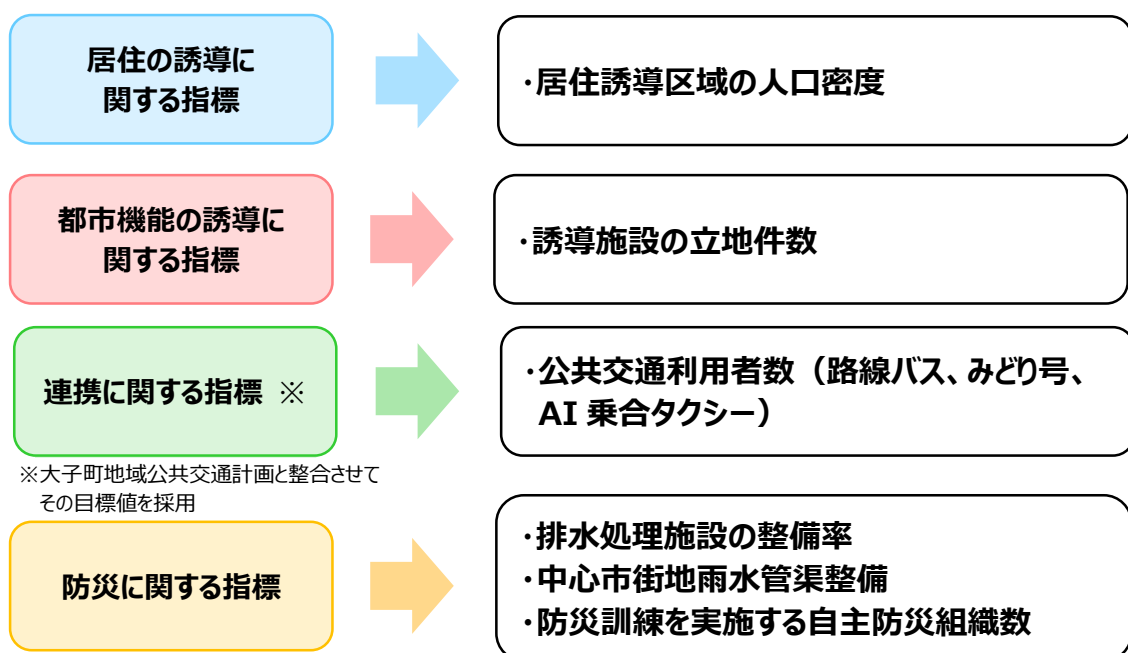 居住の誘導に
関する指標
・居住誘導区域の人口密度
都市機能の誘導に
関する指標
・誘導施設の立地件数
連携に関する指標 ※
・公共交通利用者数（路線バス、みどり号、
AI 乗合タクシー）
※大子町地域公共交通計画と整合させて
その目標値を採用
防災に関する指標
・排水処理施設の整備率
・中心市街地雨水管渠整備
・防災訓練を実施する自主防災組織数